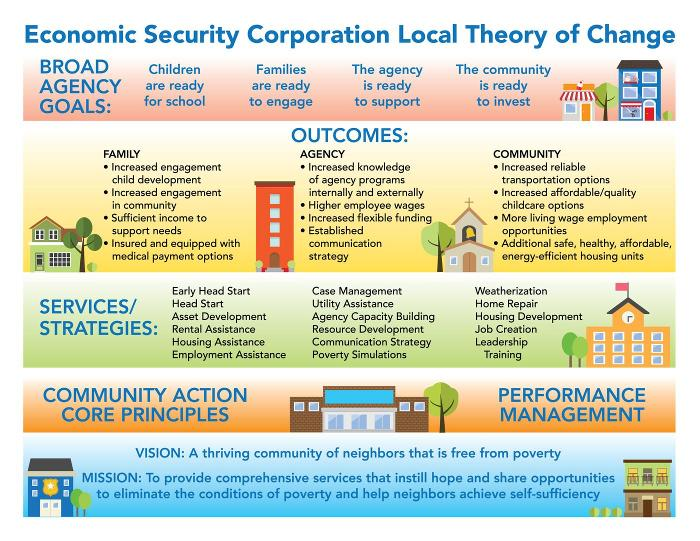 Economic Security Corporation Local Theory of Change
BROAD
AGENCY
GOALS:
Children
are ready
for school
Families
are ready
to engage
The agency
is ready
to support
The community
is ready
to invest
OUTCOMES:
FAMILY
• Increased engagement
child development
• Increased engagement
in community
• Sufficient income to
support needs
• Insured and equipped with
medical payment options
AGENCY
• Increased knowledge
of agency programs
internally and externally
• Higher employee wages
• Increased flexible funding
• Established
communication
strategy
COMMUNITY
• Increased reliable
transportation options
• Increased affordable/quality
childcare options
• More living wage employment
opportunities
• Additional safe, healthy, affordable,
energy-efficient housing units
SERVICES/
STRATEGIES:
Early Head Start
Head Start
Asset Development
Rental Assistance
Housing Assistance
Employment Assistance
Case Management
Utility Assistance
Agency Capacity Building
Resource Development
Communication Strategy
Poverty Simulations
Weatherization
Home Repair
Housing Development
Job Creation
Leadership
Training
COMMUNITY ACTION
CORE PRINCIPLES
PERFORMANCE
MANAGEMENT
VISION: A thriving community of neighbors that is free from poverty
MISSION: To provide comprehensive services that instill hope and share opportunities
to eliminate the conditions of poverty and help neighbors achieve self-sufficiency